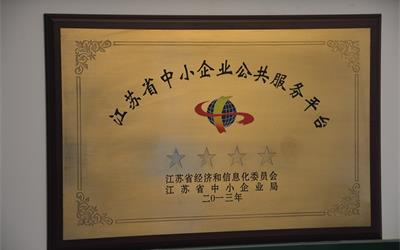 江苏省中小企业公共服务平台
江苏省经济和信息化委员会
江苏省中小企业局
二〇一三年